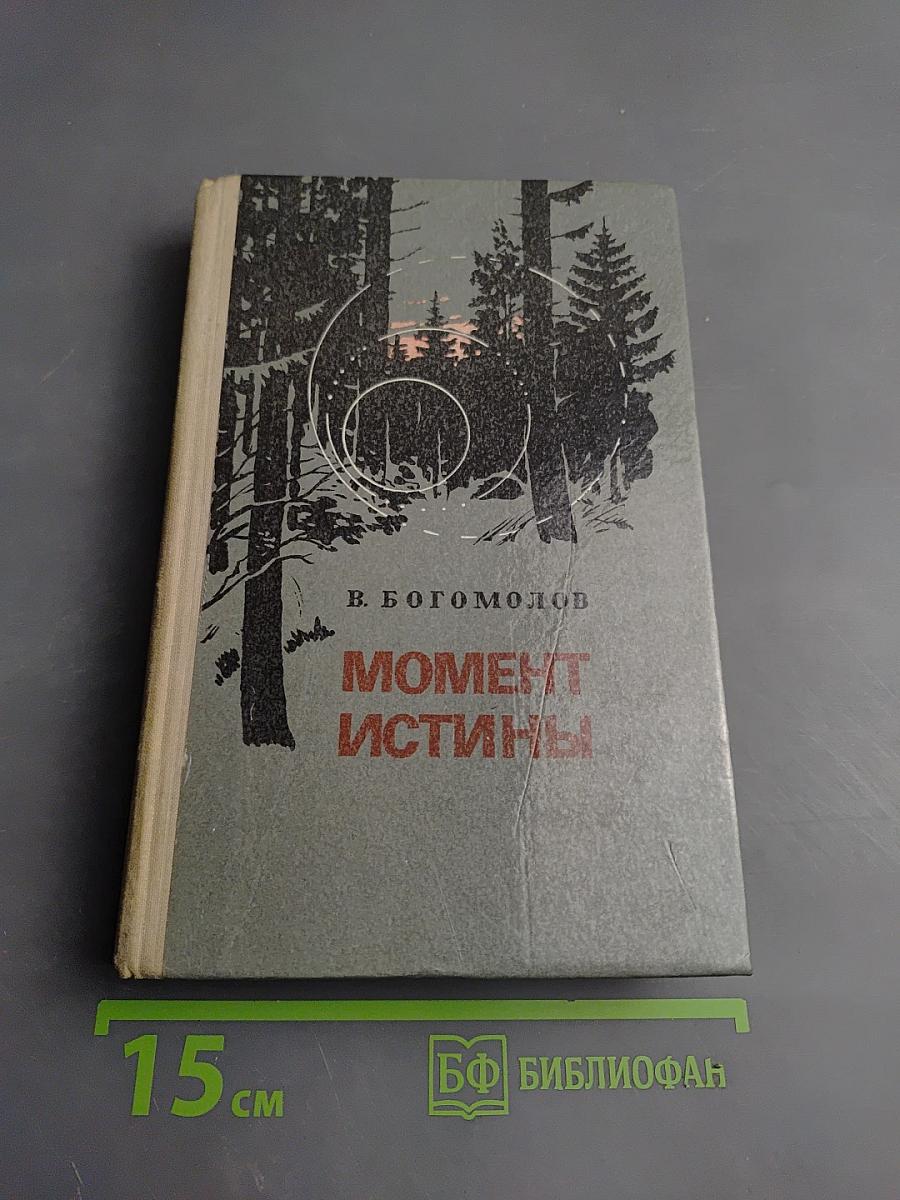 В. БОГОМОЛОВ
МОМЕНТ
ИСТИНЫ
15 см
БФ БИБЛИОФАН